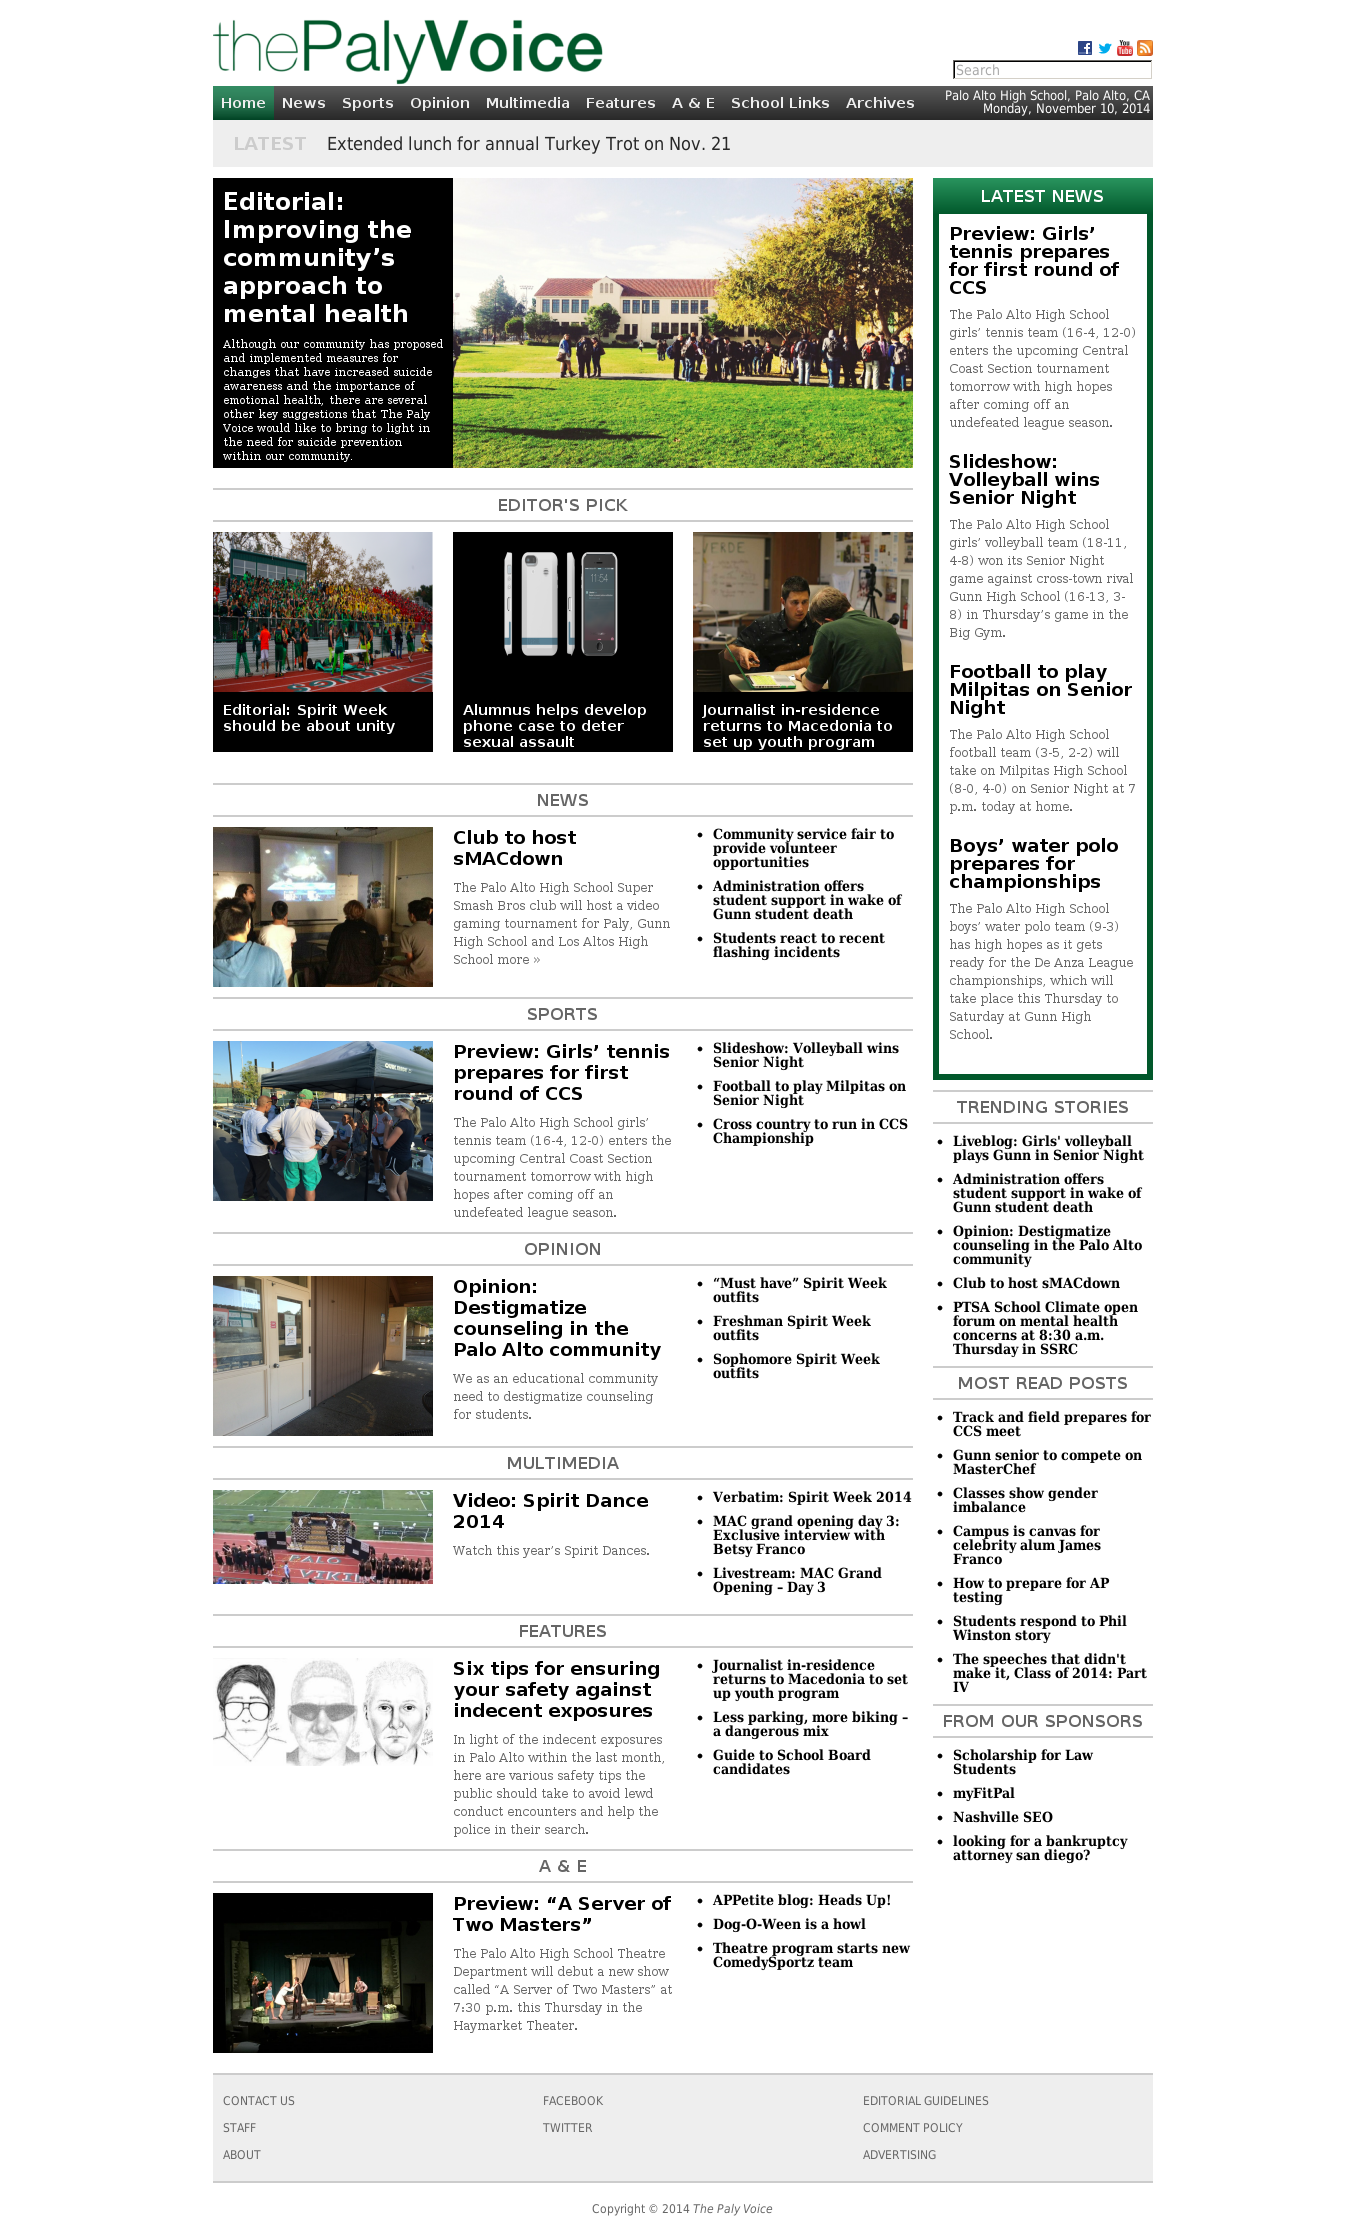 thePalyVoice
Search
Home News Sports Opinion Multimedia Features A & E School Links Archives
Palo Alto High School, Palo Alto, CA
Monday, November 10, 2014
LATEST Extended lunch for annual Turkey Trot on Nov. 21
Editorial:
Improving the
community’s
approach to
mental health
Although our community has proposed
and implemented measures for
changes that have increased suicide
awareness and the importance of
emotional health, there are several
other key suggestions that The Paly
Voice would like to bring to light in
the need for suicide prevention
within our community.
EDITOR'S PICK
VERDE
11:54
Editorial: Spirit Week
should be about unity
Alumnus helps develop
phone case to deter
sexual assault
Journalist in-residence
returns to Macedonia to
set up youth program
NEWS
Club to host
sMACdown
The Palo Alto High School Super
Smash Bros club will host a video
gaming tournament for Paly, Gunn
High School and Los Altos High
School more »
• Community service fair to
provide volunteer
opportunities
• Administration offers
student support in wake of
Gunn student death
• Students react to recent
flashing incidents
SPORTS
Preview: Girls’ tennis
prepares for first
round of CCS
The Palo Alto High School girls’
tennis team (16-4, 12-0) enters the
upcoming Central Coast Section
tournament tomorrow with high
hopes after coming off an
undefeated league season.
• Slideshow: Volleyball wins
Senior Night
• Football to play Milpitas on
Senior Night
• Cross country to run in CCS
Championship
OPINION
Opinion:
Destigmatize
counseling in the
Palo Alto community
We as an educational community
need to destigmatize counseling
for students.
• “Must have” Spirit Week
outfits
• Freshman Spirit Week
outfits
• Sophomore Spirit Week
outfits
MULTIMEDIA
PALO
VIKI
Video: Spirit Dance
2014
Watch this year’s Spirit Dances.
• Verbatim: Spirit Week 2014
• MAC grand opening day 3:
Exclusive interview with
Betsy Franco
• Livestream: MAC Grand
Opening – Day 3
FEATURES
Six tips for ensuring
your safety against
indecent exposures
In light of the indecent exposures
in Palo Alto within the last month,
here are various safety tips the
public should take to avoid lewd
conduct encounters and help the
police in their search.
• Journalist in-residence
returns to Macedonia to set
up youth program
• Less parking, more biking –
a dangerous mix
• Guide to School Board
candidates
A & E
Preview: “A Server of
Two Masters”
The Palo Alto High School Theatre
Department will debut a new show
called “A Server of Two Masters” at
7:30 p.m. this Thursday in the
Haymarket Theater.
• APPetite blog: Heads Up!
• Dog-O-Ween is a howl
• Theatre program starts new
ComedySportz team
LATEST NEWS
Preview: Girls’
tennis prepares
for first round of
CCS
The Palo Alto High School
girls’ tennis team (16-4, 12-0)
enters the upcoming Central
Coast Section tournament
tomorrow with high hopes
after coming off an
undefeated league season.
Slideshow:
Volleyball wins
Senior Night
The Palo Alto High School
girls’ volleyball team (18-11,
4-8) won its Senior Night
game against cross-town rival
Gunn High School (16-13, 3-
8) in Thursday’s game in the
Big Gym.
Football to play
Milpitas on Senior
Night
The Palo Alto High School
football team (3-5, 2-2) will
take on Milpitas High School
(8-0, 4-0) on Senior Night at 7
p.m. today at home.
Boys’ water polo
prepares for
championships
The Palo Alto High School
boys’ water polo team (9-3)
has high hopes as it gets
ready for the De Anza League
championships, which will
take place this Thursday to
Saturday at Gunn High
School.
TRENDING STORIES
• Liveblog: Girls' volleyball
plays Gunn in Senior Night
• Administration offers
student support in wake of
Gunn student death
• Opinion: Destigmatize
counseling in the Palo Alto
community
• Club to host sMACdown
• PTSA School Climate open
forum on mental health
concerns at 8:30 a.m.
Thursday in SSRC
MOST READ POSTS
• Track and field prepares for
CCS meet
• Gunn senior to compete on
MasterChef
• Classes show gender
imbalance
• Campus is canvas for
celebrity alum James
Franco
• How to prepare for AP
testing
• Students respond to Phil
Winston story
• The speeches that didn't
make it, Class of 2014: Part
IV
FROM OUR SPONSORS
• Scholarship for Law
Students
• myFitPal
• Nashville SEO
• looking for a bankruptcy
attorney san diego?
CONTACT US
STAFF
ABOUT
FACEBOOK
TWITTER
EDITORIAL GUIDELINES
COMMENT POLICY
ADVERTISING
Copyright © 2014 The Paly Voice